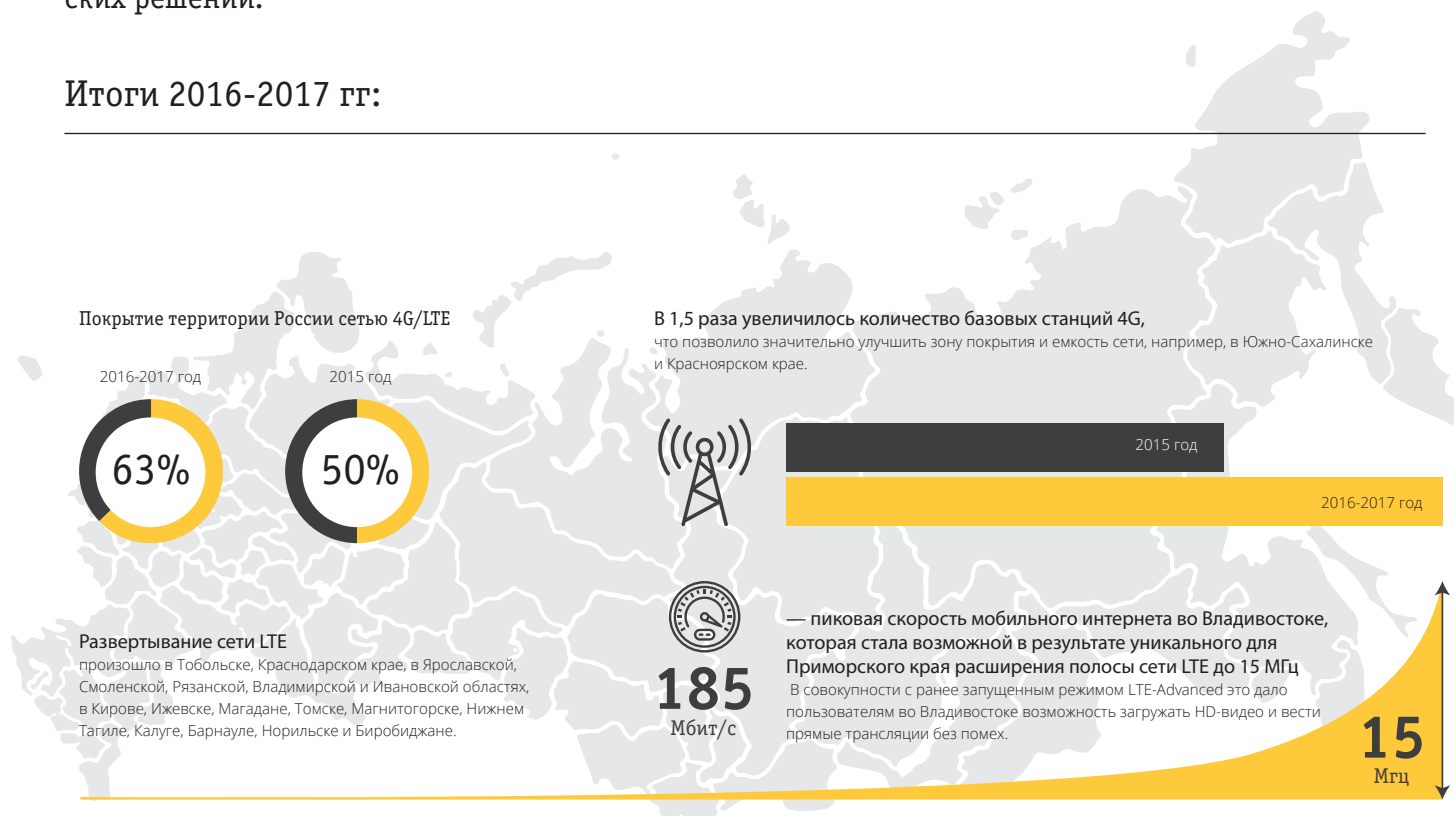 ских решений.
Итоги 2016-2017 гг:
Покрытие территории России сетью 4G/LTE
2016-2017 год
2015 год
63%
50%
Развертывание сети LTE
произошло в Тобольске, Краснодарском крае, в Ярославской,
Смоленской, Рязанской, Владимирской и Ивановской областях,
в Кирове, Ижевске, Магадане, Томске, Магнитогорске, Нижнем
Тагиле, Калуге, Барнауле, Норильске и Биробиджане.
В 1,5 раза увеличилось количество базовых станций 4G,
что позволило значительно улучшить зону покрытия и емкость сети, например, в Южно-Сахалинске
и Красноярском крае.
2015 год
2016-2017 год
185
Мбит/с
— пиковая скорость мобильного интернета во Владивостоке,
которая стала возможной в результате уникального для
Приморского края расширения полосы сети LTE до 15 МГц
В совокупности с ранее запущенным режимом LTE-Advanced это дало
пользователям во Владивостоке возможность загружать HD-видео и вести
прямые трансляции без помех.
15
Мгц